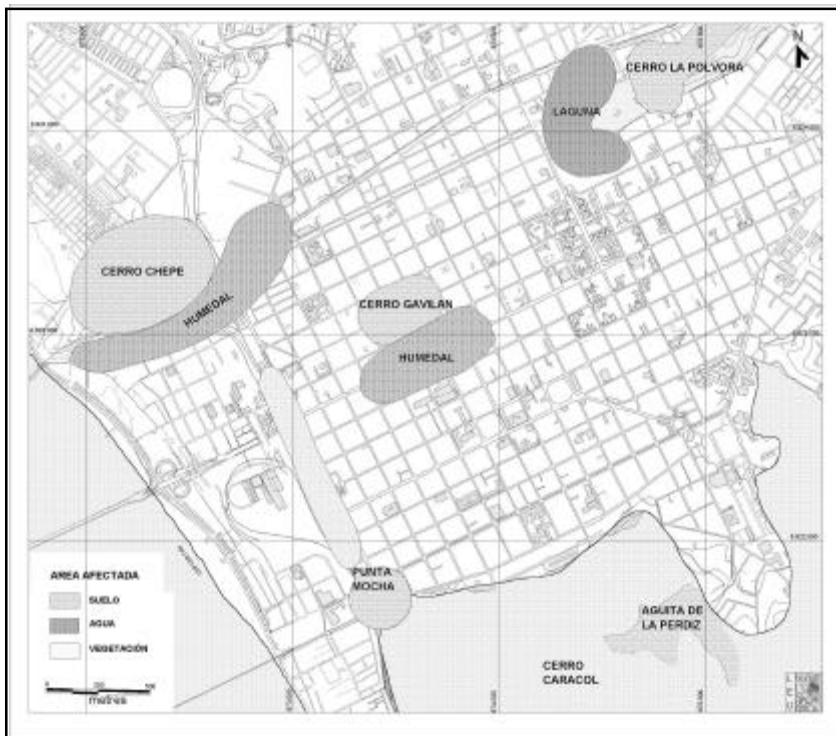 N
CERRO LA POLVORA
LAGUNA
CERRO CHEPE
HUMEDAL
CERRO GAVILAN
HUMEDAL
PUNTA
MOCHA
AGUITA DE
LA PERDIZ
CERRO
CARACOL
AREA AFECTADA
SUELO
AGUA
VEGETACIÓN
0
metros
L
E
U